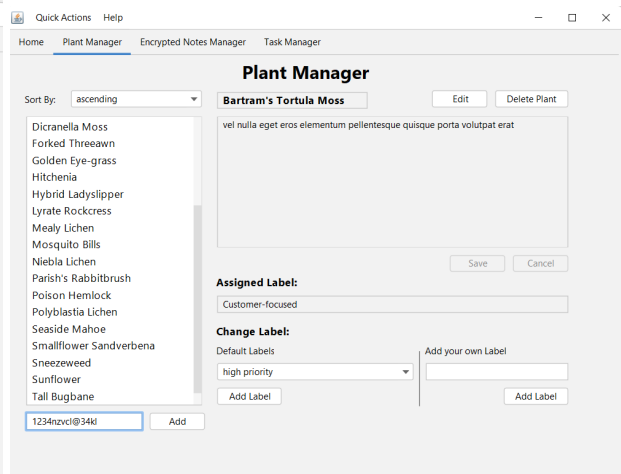 Quick Actions Help
Home Plant Manager Encrypted Notes Manager Task Manager
Plant Manager
Sort By: ascending
Bartram's Tortula Moss
Edit Delete Plant
Dicranella Moss
Forked Threeawn
Golden Eye-grass
Hitchenia
Hybrid Ladyslipper
Lyrate Rockcress
Mealy Lichen
Mosquito Bills
Niebla Lichen
Parish's Rabbitbrush
Poison Hemlock
Polyblastia Lichen
Seaside Mahoe
Smallflower Sandverbena
Sneezeweed
Sunflower
Tall Bugbane
1234nzvcl@34kl Add
vel nulla eget eros elementum pellentesque quisque porta volutpat erat
Save Cancel
Assigned Label:
Customer-focused
Change Label:
Default Labels
high priority
Add Label
Add your own Label
Add Label